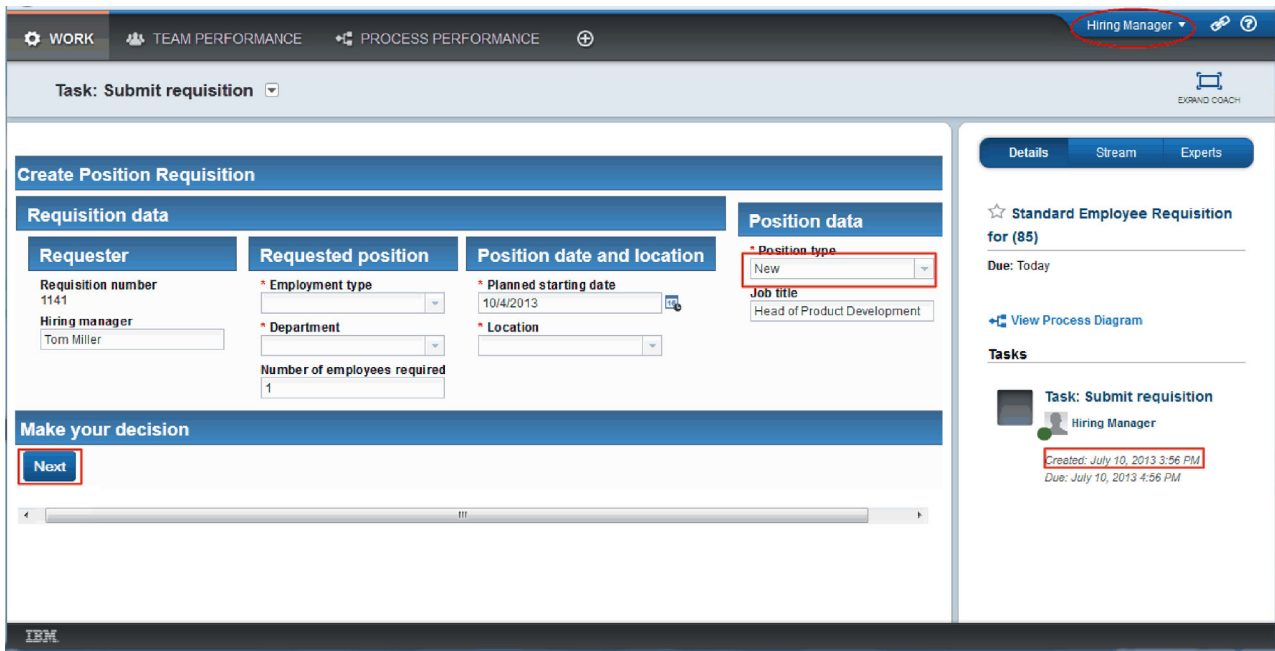 WORK
TEAM PERFORMANCE
PROCESS PERFORMANCE
Hiring Manager
Task: Submit requisition
EXPAND COACH
Create Position Requisition
Requisition data
Requester
Requisition number
1141
Hiring manager
Tom Miller
Requested position
* Employment type
* Department
Number of employees required
1
Position date and location
* Planned starting date
10/4/2013
* Location
Position data
* Position type
New
Job title
Head of Product Development
Make your decision
Next
Details
Stream
Experts
Standard Employee Requisition
for (85)
Due: Today
View Process Diagram
Tasks
Task: Submit requisition
Hiring Manager
Created: July 10, 2013 3:56 PM
Due: July 10, 2013 4:56 PM
IBM.